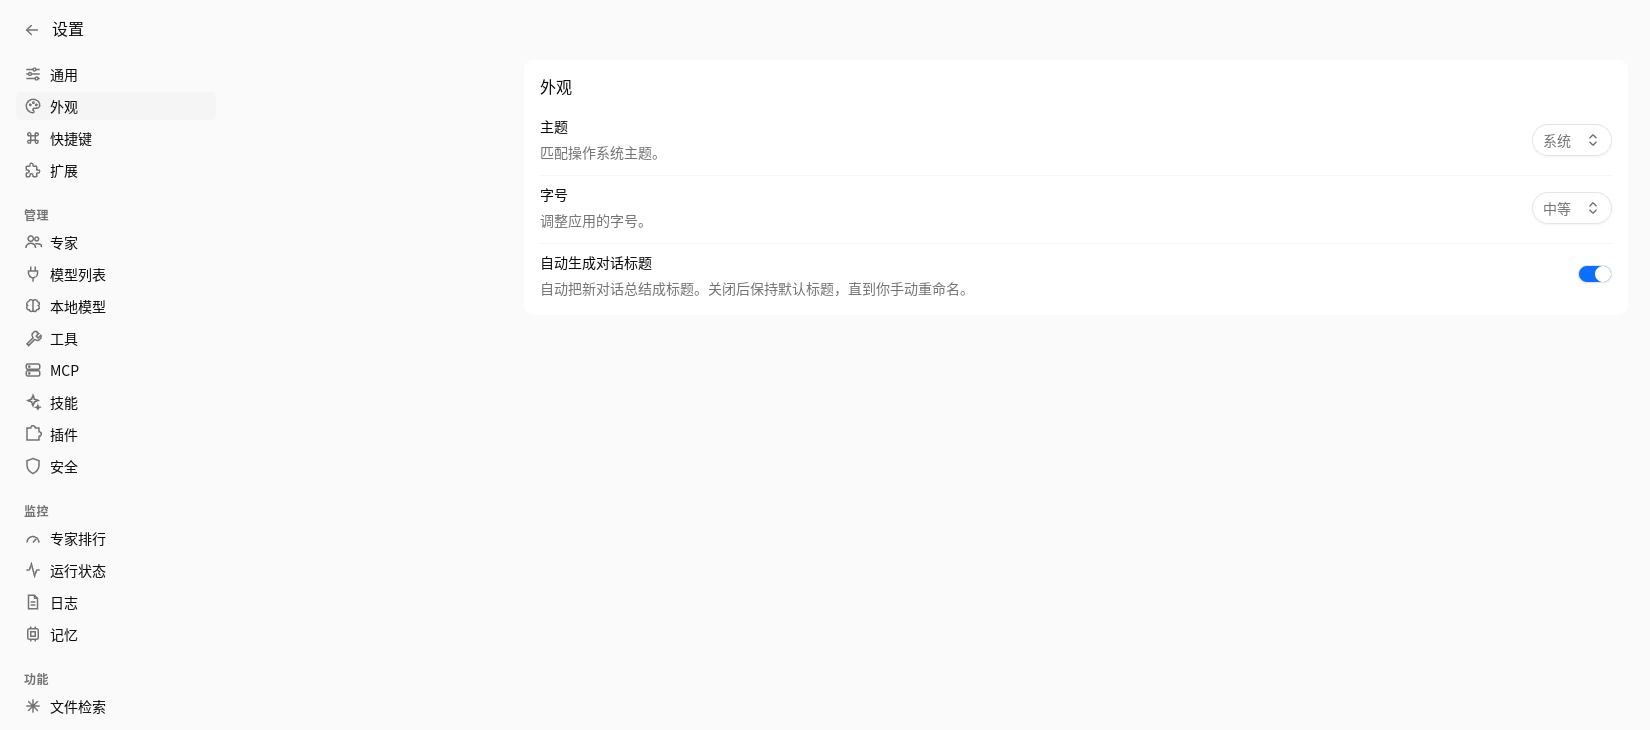 设置
通用
外观
快捷键
扩展
管理
专家
模型列表
本地模型
工具
MCP
技能
插件
安全
监控
专家排行
运行状态
日志
记忆
功能
文件检索
外观
主题
匹配操作系统主题。
系统
字号
调整应用的字号。
中等
自动生成对话标题
自动把新对话总结成标题。关闭后保持默认标题，直到你手动重命名。